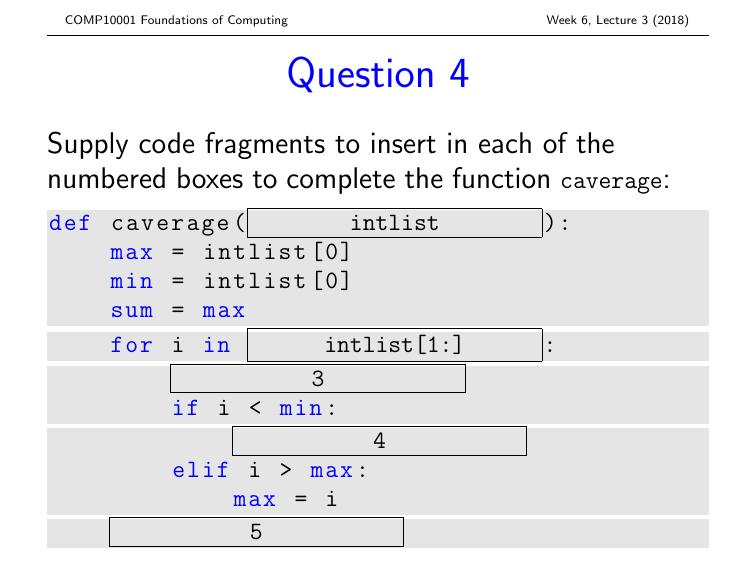 COMP10001 Foundations of Computing Week 6, Lecture 3 (2018)
Question 4
Supply code fragments to insert in each of the
numbered boxes to complete the function caverage:
def caverage( intlist ):
    max = intlist[0]
    min = intlist[0]
    sum = max
    for i in intlist[1:] :
        3
        if i < min:
            4
        elif i > max:
            max = i
    5